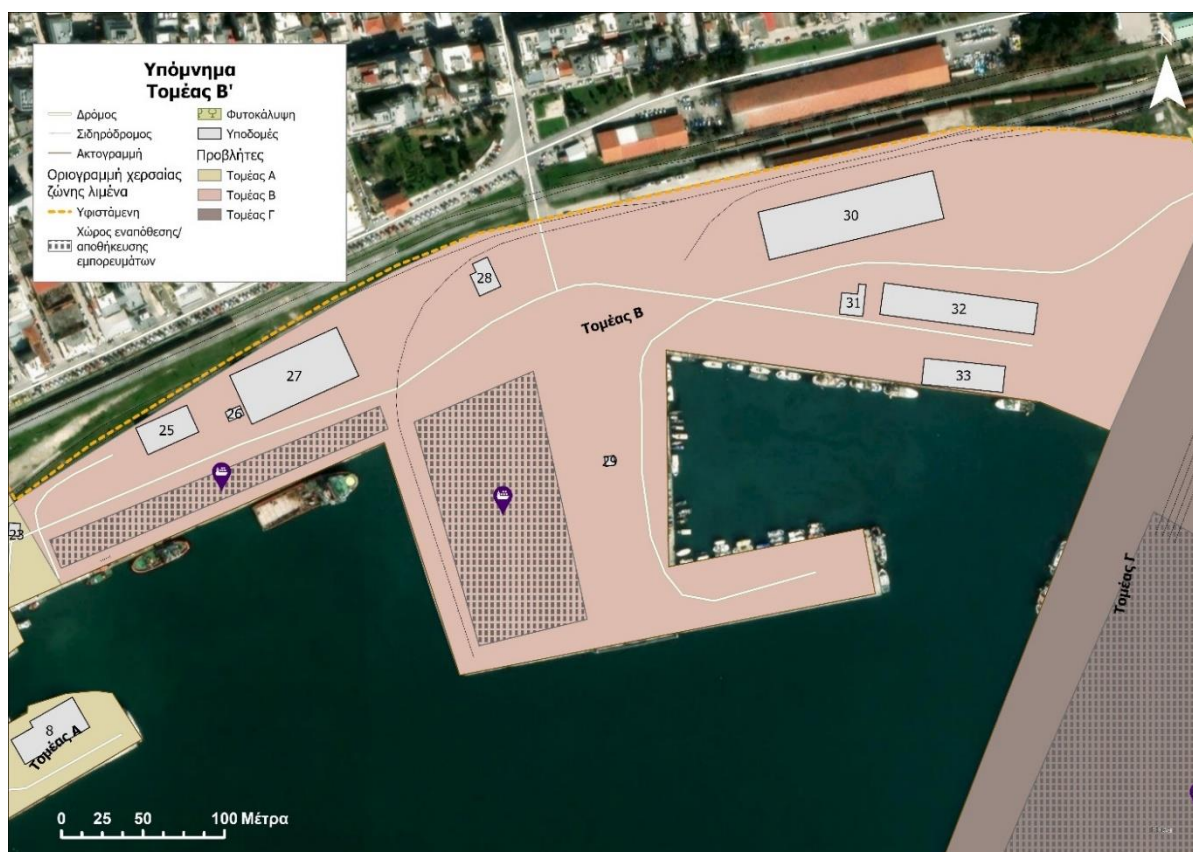 Υπόμνημα
Τομέας Β'
Δρόμος
Σιδηρόδρομος
Ακτογραμμή
Οριογραμμή χερσαίας
ζώνης λιμένα
Υφιστάμενη
Χώρος εναπόθεσης/
αποθήκευσης
εμπορευμάτων
Φυτοκάλυψη
Υποδομές
Προβλήτες
Τομέας Α
Τομέας Β
Τομέας Γ
30
28
31
32
Τομέας Β
27
33
26
25
29
23
Τομέας Γ
8
Τομέας Α
0 25 50 100 Μέτρα